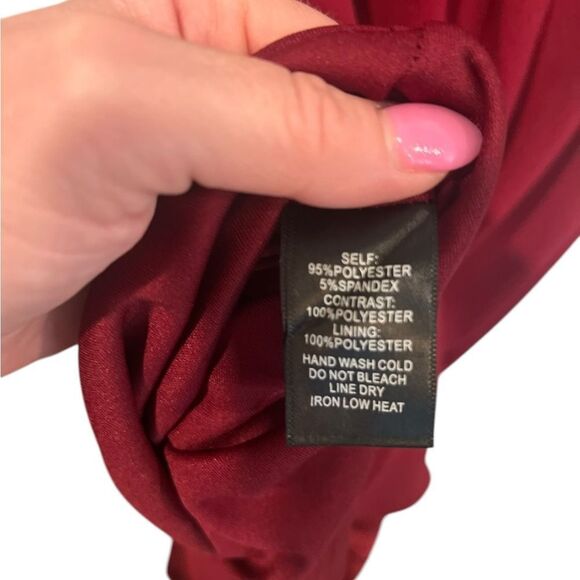 SELF:
95%POLYESTER
5%SPANDEX
CONTRAST:
100%POLYESTER
LINING:
100%POLYESTER
HAND WASH COLD
DO NOT BLEACH
LINE DRY
IRON LOW HEAT